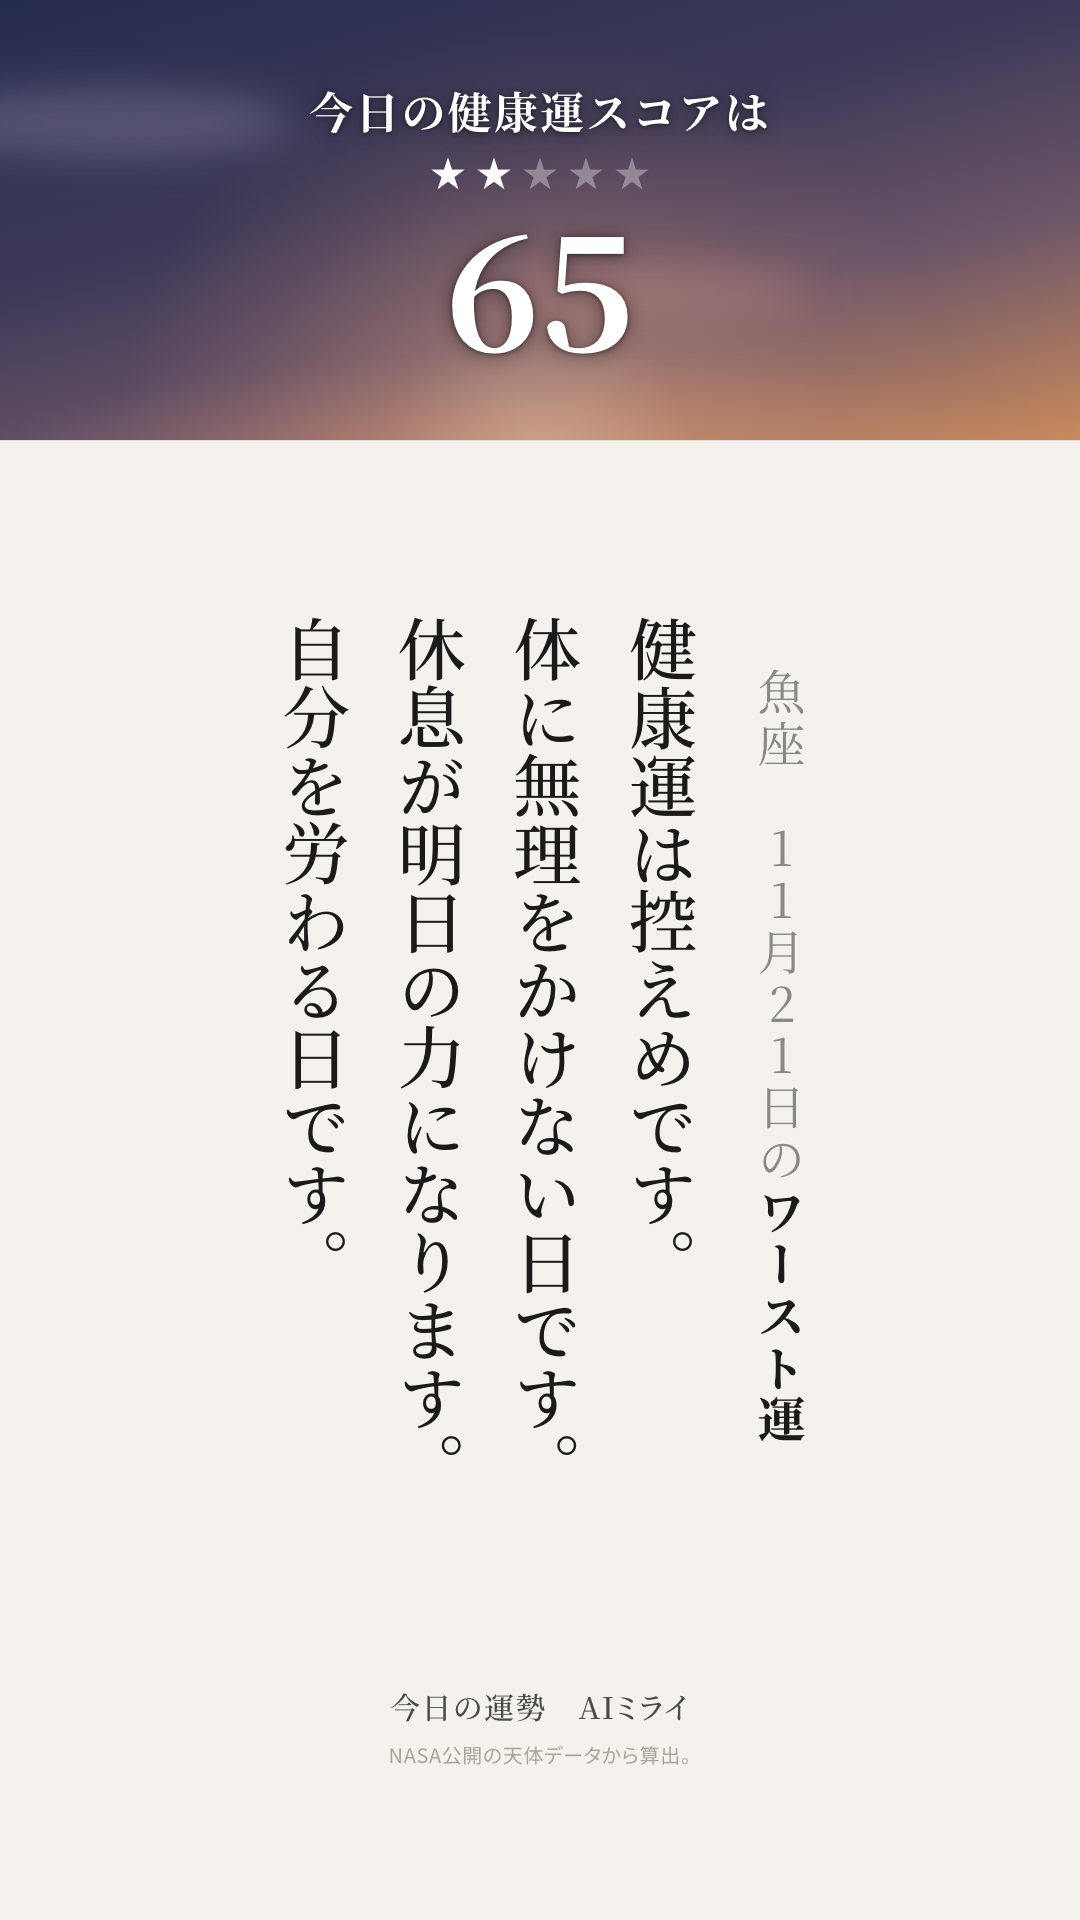 今日の健康運スコアは
★★★★★
65
魚座　11月21日のワースト運
健康運は控えめです。
体に無理をかけない日です。
休息が明日の力になります。
自分を労わる日です。
今日の運勢　AIミライ
NASA公開の天体データから算出。